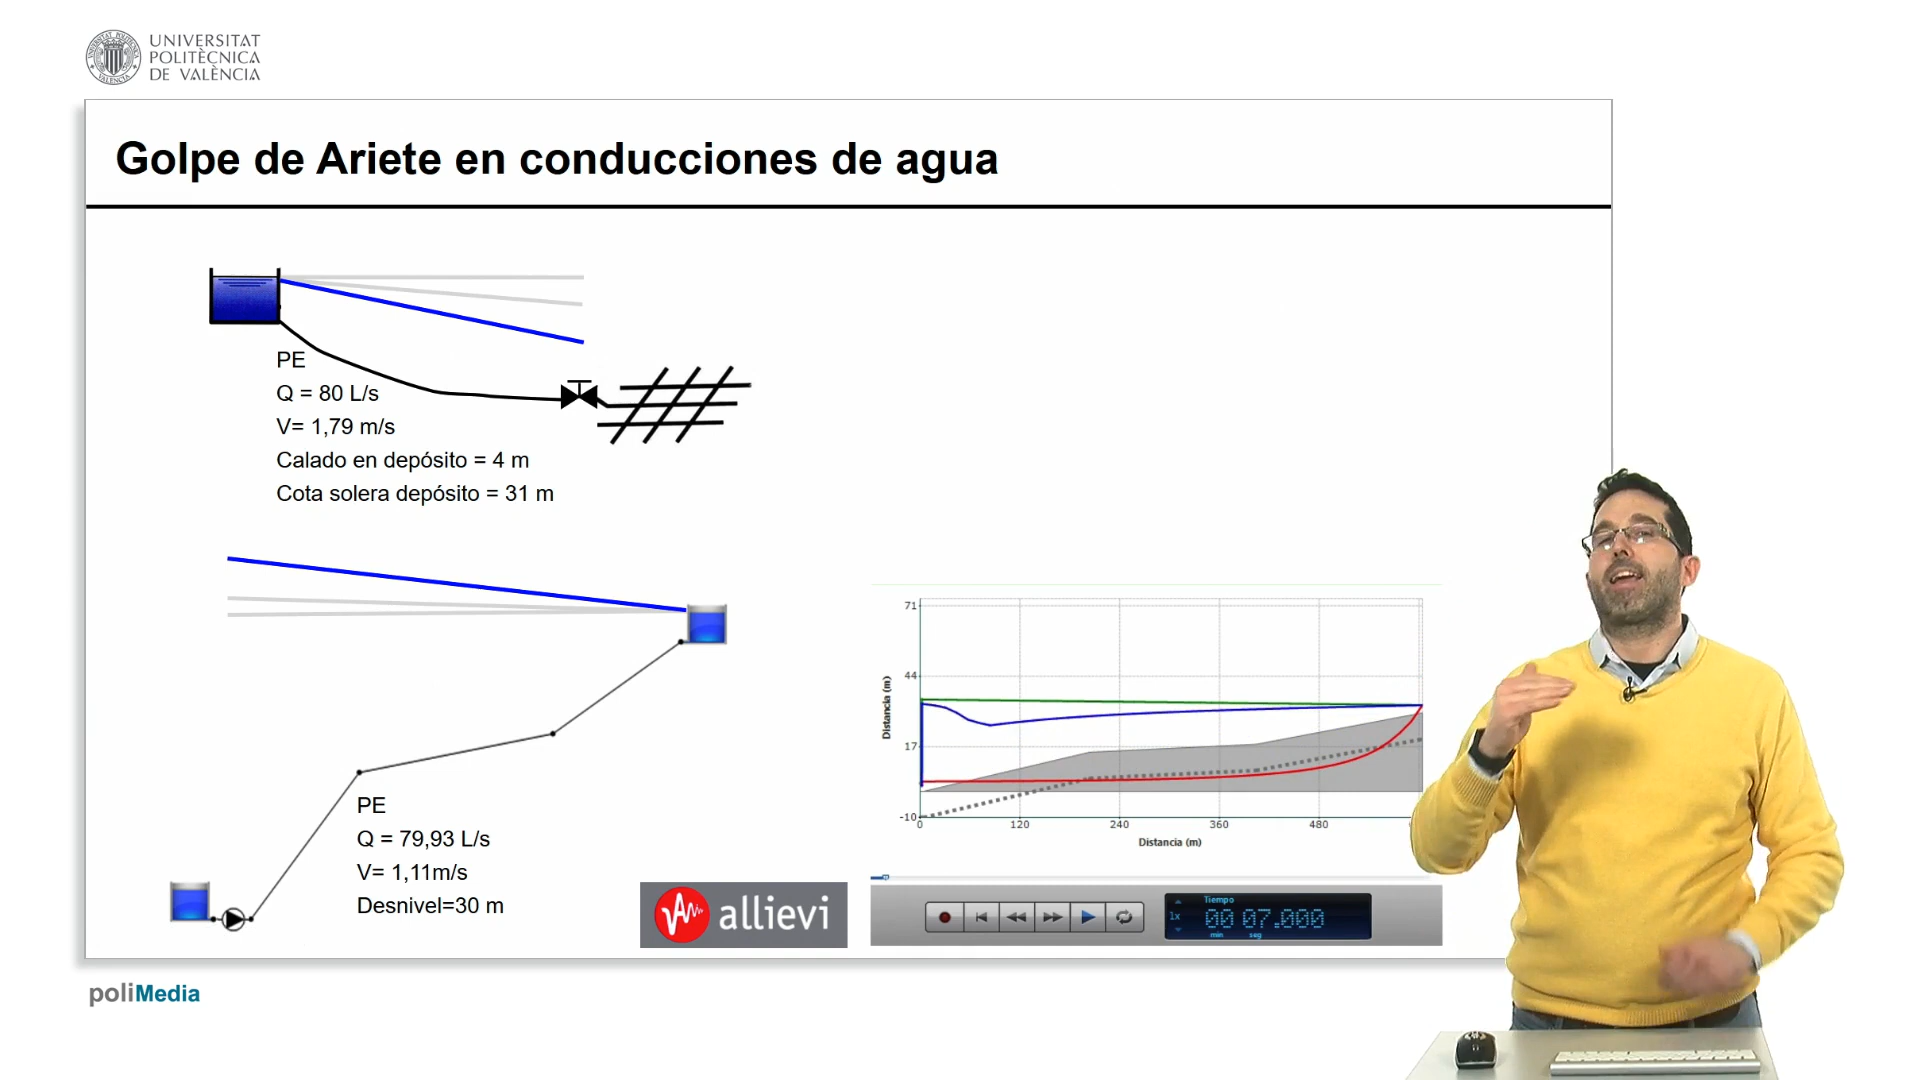 UNIVERSITAT
POLITÈCNICA
DE VALÈNCIA
Golpe de Ariete en conducciones de agua
PE
Q = 80 L/s
V= 1,79 m/s
Calado en depósito = 4 m
Cota solera depósito = 31 m
PE
Q = 79,93 L/s
V= 1,11m/s
Desnivel=30 m
allievi
Distancia (m)
71
44
17
-10
0 120 240 360 480
Distancia (m)
Tiempo
1x 00 07.000
min seg
poliMedia